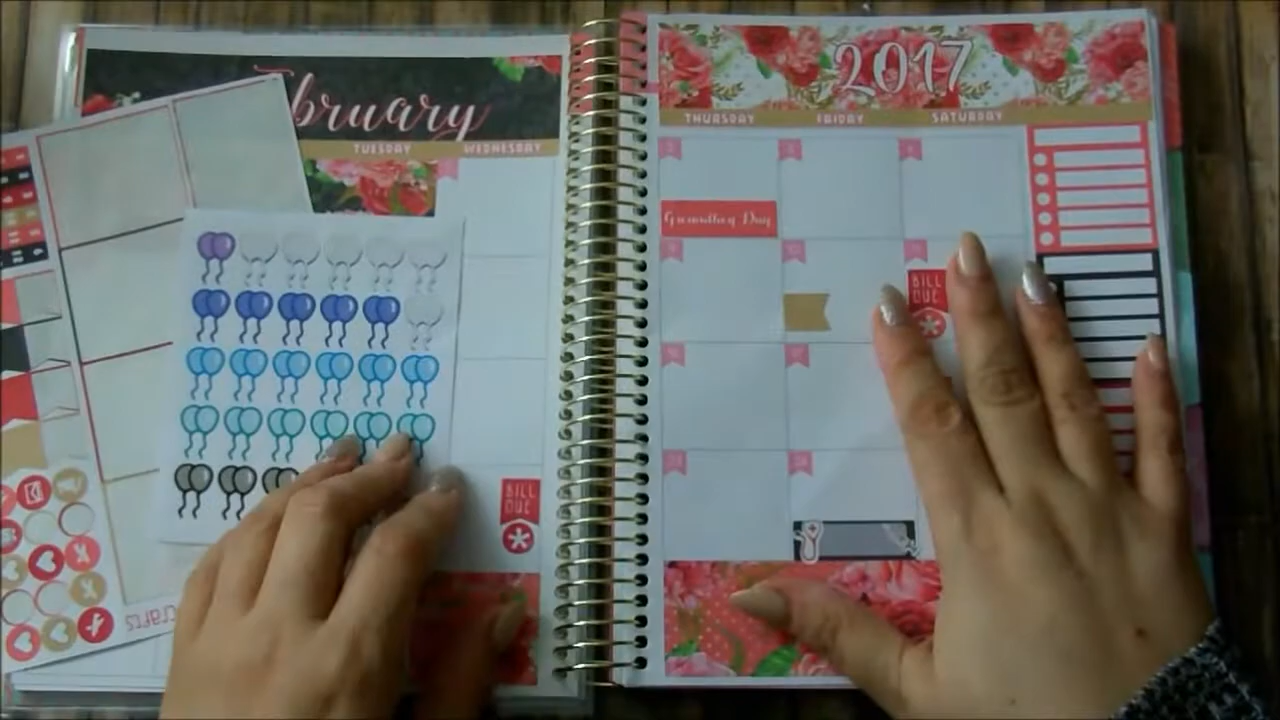 bruary
TUESDAY WEDNESDAY
2017
THURSDAY FRIDAY SATURDAY
Groundhog Day
BILL
DUE
BILL
DUE